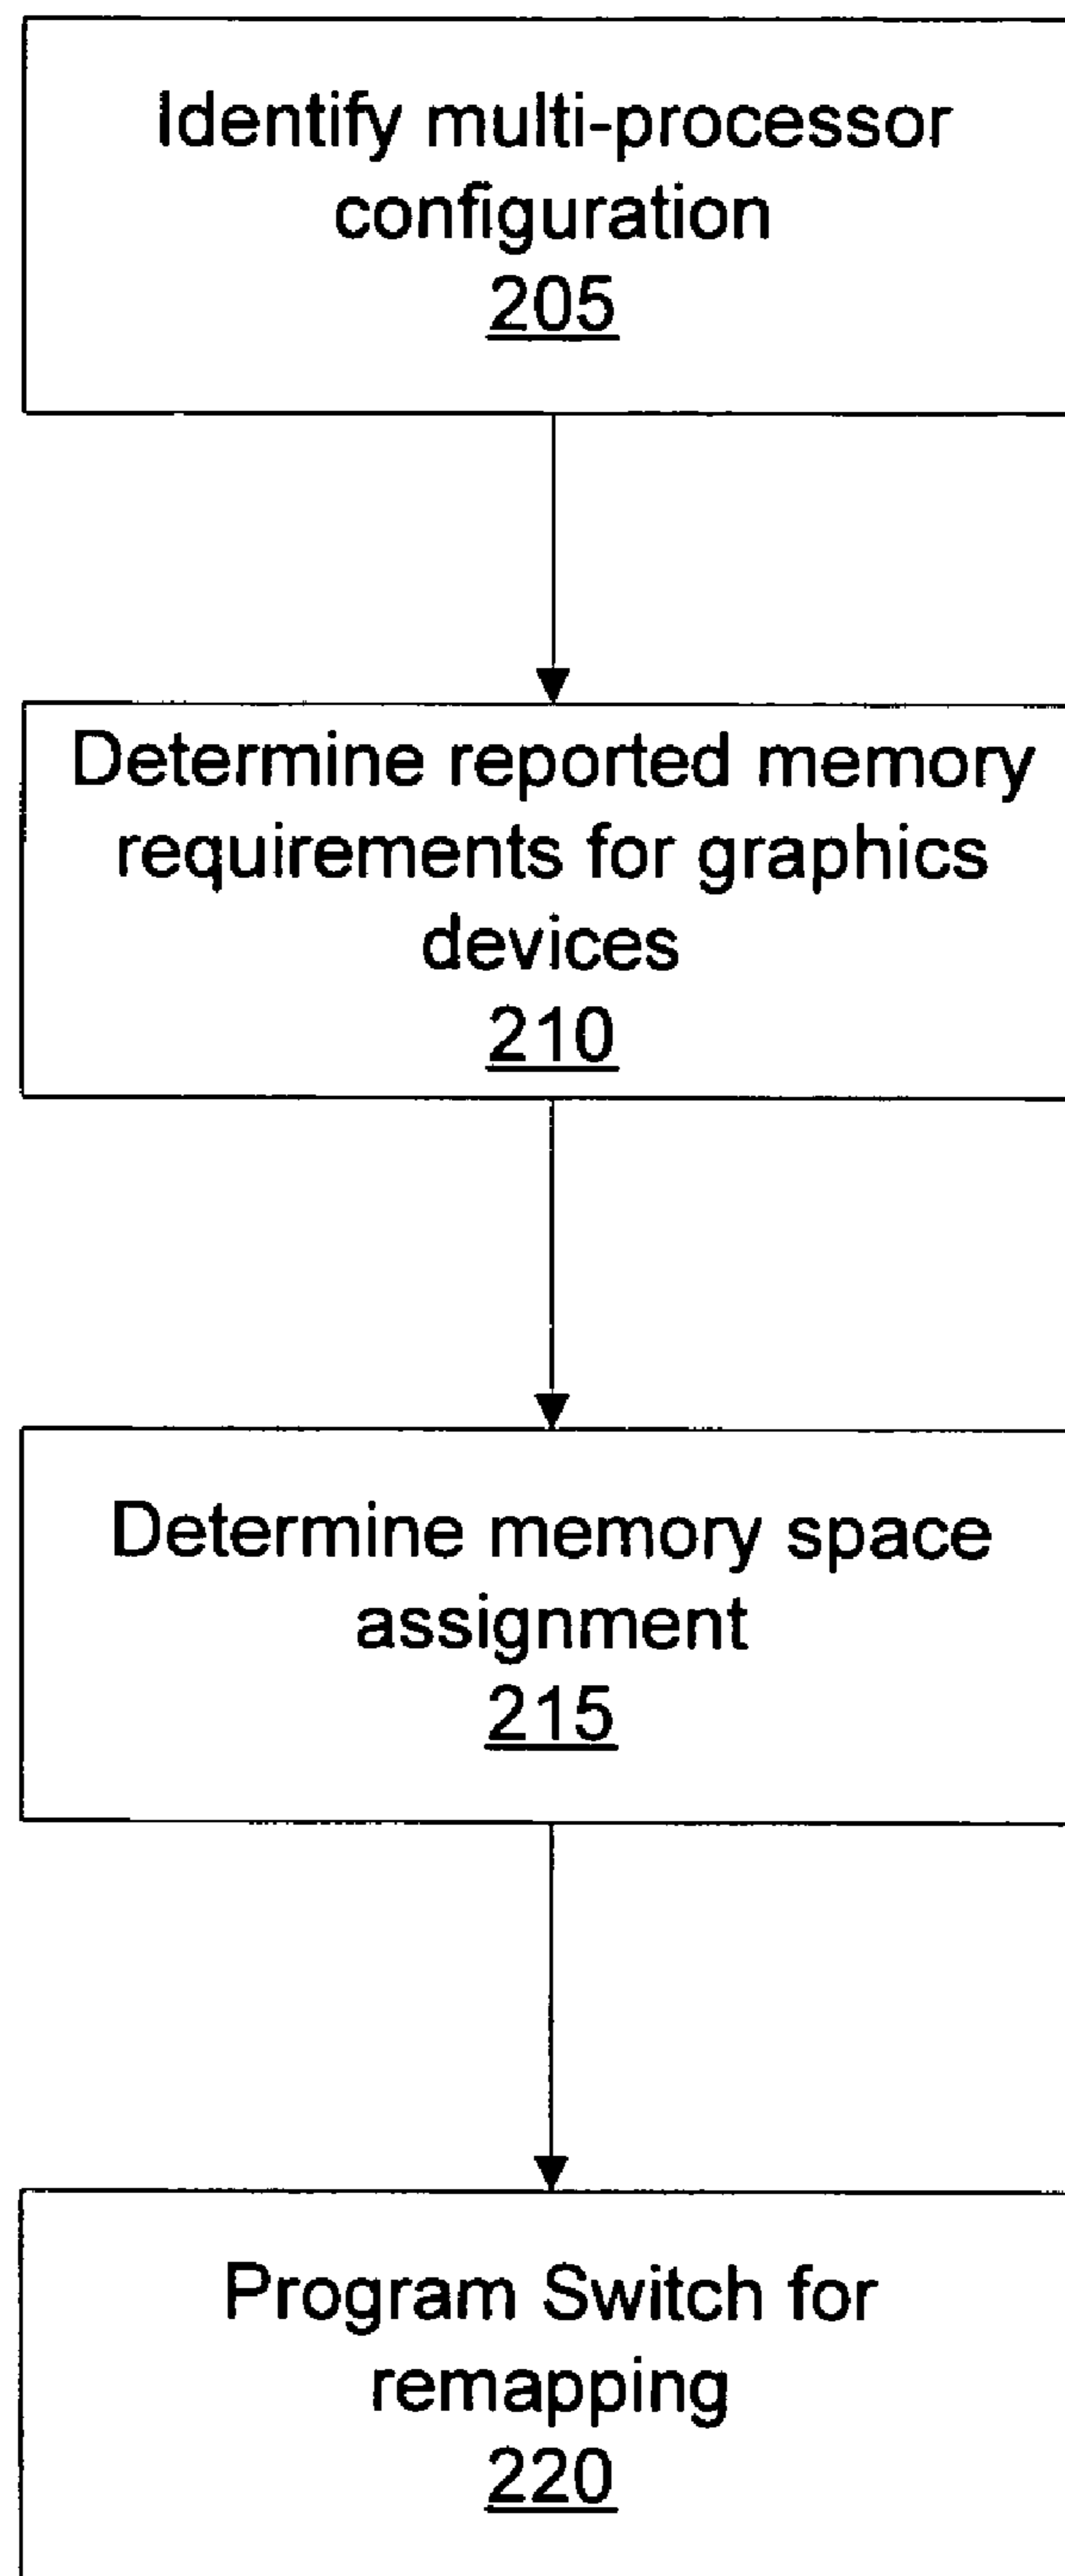 Identify multi-processor
configuration
205
Determine reported memory
requirements for graphics
devices
210
Determine memory space
assignment
215
Program Switch for
remapping
220